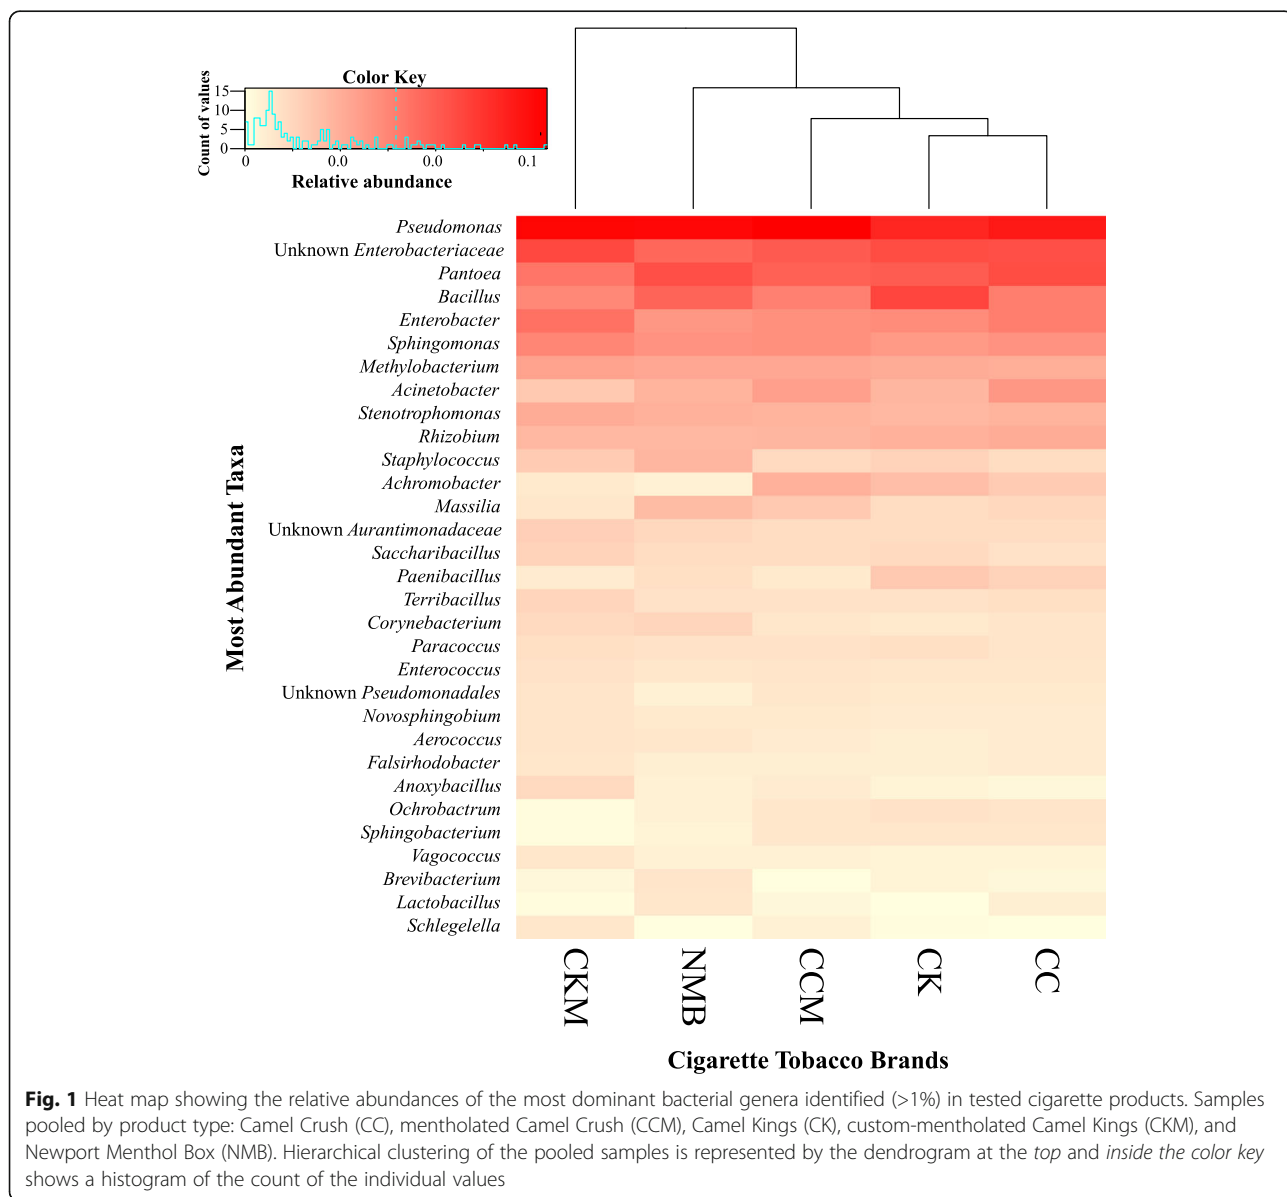 Color Key
Count of values
15
10
5
0
0 0.0 0.0 0.1
Relative abundance
Most Abundant Taxa
Pseudomonas
Unknown Enterobacteriaceae
Pantoea
Bacillus
Enterobacter
Sphingomonas
Methylobacterium
Acinetobacter
Stenotrophomonas
Rhizobium
Staphylococcus
Achromobacter
Massilia
Unknown Aurantimonadaceae
Saccharibacillus
Paenibacillus
Terribacillus
Corynebacterium
Paracoccus
Enterococcus
Unknown Pseudomonadales
Novosphingobium
Aerococcus
Falsirhodobacter
Anoxybacillus
Ochrobactrum
Sphingobacterium
Vagococcus
Brevibacterium
Lactobacillus
Schlegelella
CKM NMB CCM CK CC
Cigarette Tobacco Brands
Fig. 1 Heat map showing the relative abundances of the most dominant bacterial genera identified (>1%) in tested cigarette products. Samples
pooled by product type: Camel Crush (CC), mentholated Camel Crush (CCM), Camel Kings (CK), custom-mentholated Camel Kings (CKM), and
Newport Menthol Box (NMB). Hierarchical clustering of the pooled samples is represented by the dendrogram at the top and inside the color key
shows a histogram of the count of the individual values